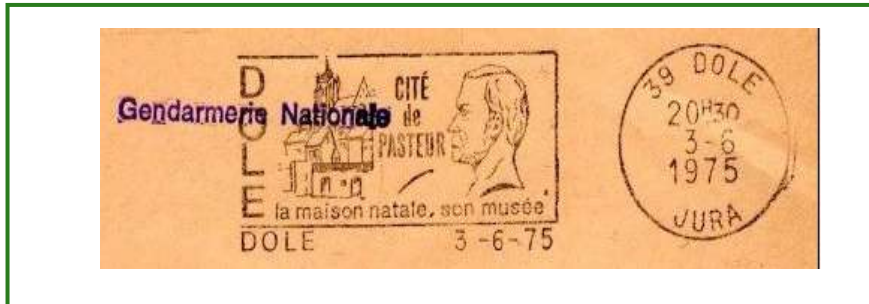 DOLE
CITÉ
de
PASTEUR
Gendarmerie Nationale
la maison natale, son musée
DOLE 3-6-75
39 DOLE
20H30
3-6
1975
JURA